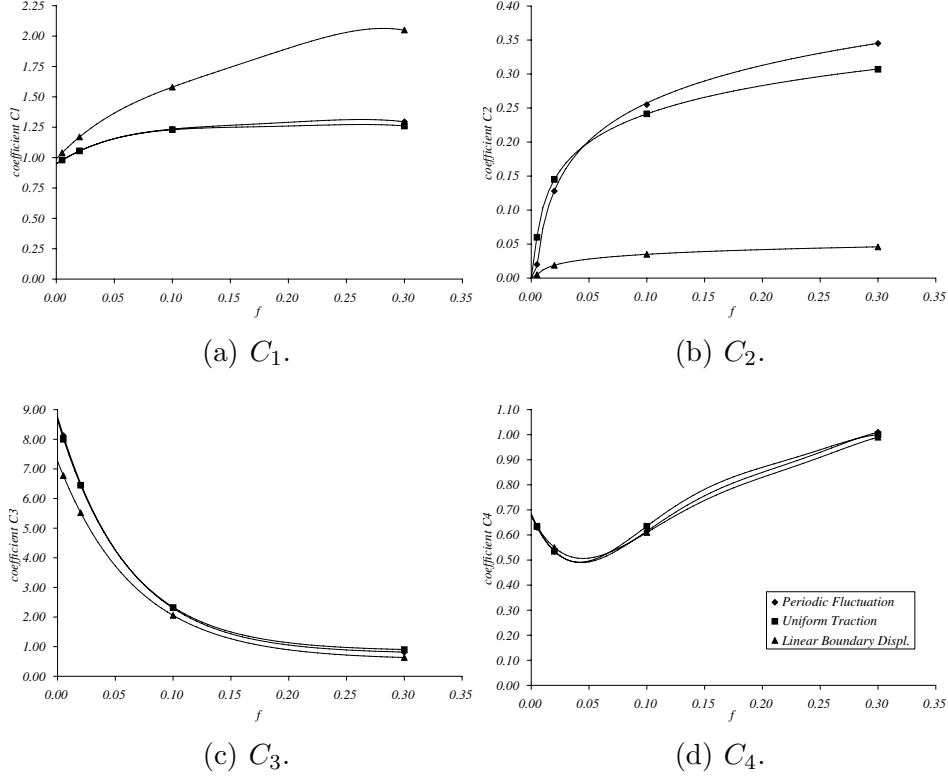 2.25
2.00
1.75
1.50
1.25
1.00
0.75
0.50
0.25
0.00
coefficient C1
0.00 0.05 0.10 0.15 0.20 0.25 0.30 0.35
f
(a) C₁.
0.40
0.35
0.30
0.25
0.20
0.15
0.10
0.05
0.00
coefficient C2
0.00 0.05 0.10 0.15 0.20 0.25 0.30 0.35
f
(b) C₂.
9.00
8.00
7.00
6.00
5.00
4.00
3.00
2.00
1.00
0.00
coefficient C3
0.00 0.05 0.10 0.15 0.20 0.25 0.30 0.35
f
(c) C₃.
1.10
1.00
0.90
0.80
0.70
0.60
0.50
0.40
0.30
0.20
0.10
0.00
coefficient C4
Periodic Fluctuation
Uniform Traction
Linear Boundary Displ.
0.00 0.05 0.10 0.15 0.20 0.25 0.30 0.35
f
(d) C₄.